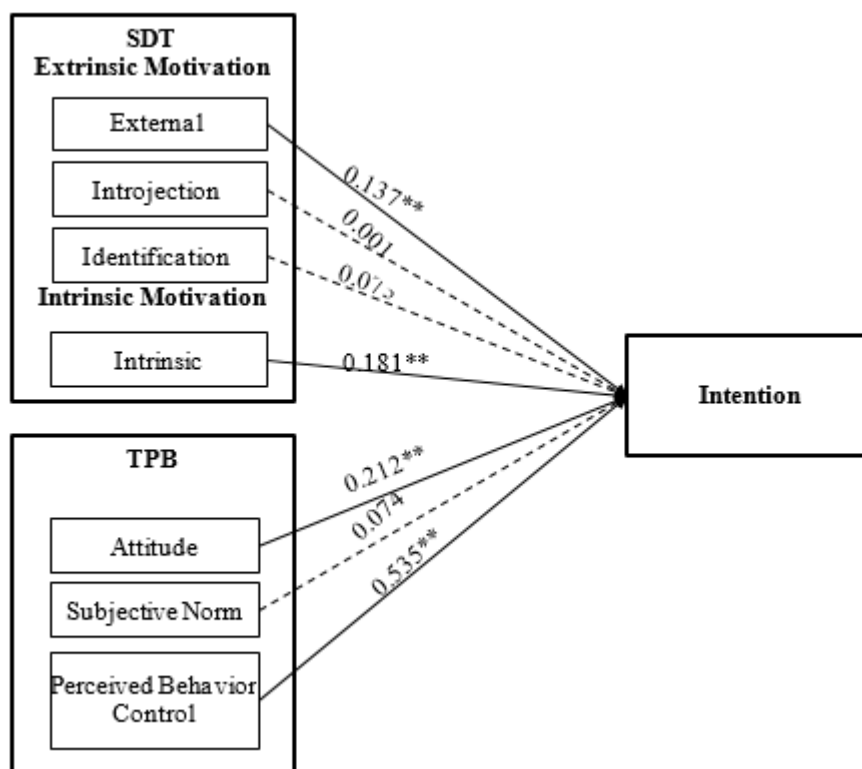 SDT
Extrinsic Motivation
External
Introjection
Identification
Intrinsic Motivation
Intrinsic
0.137**
0.001
0.181**
Intention
TPB
Attitude
Subjective Norm
Perceived Behavior
Control
0.212**
0.074
0.535**